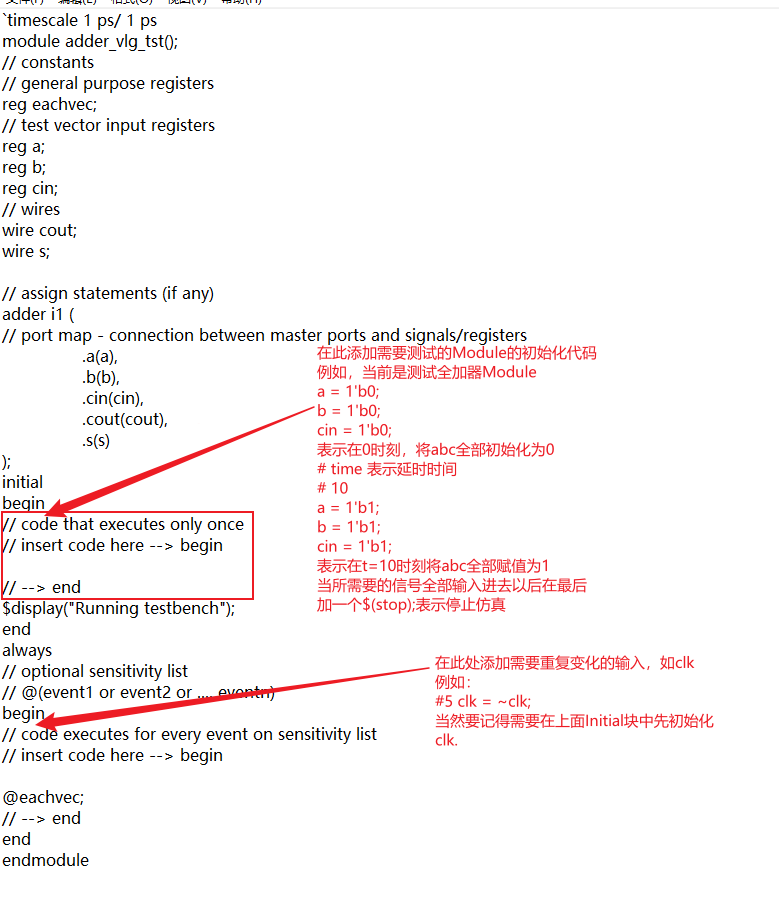 文件(F) 编辑(E) 格式(O) 视图(V) 帮助(H)
`timescale 1 ps/ 1 ps
module adder_vlg_tst();
// constants
// general purpose registers
reg eachvec;
// test vector input registers
reg a;
reg b;
reg cin;
// wires
wire cout;
wire s;
// assign statements (if any)
adder i1 (
// port map - connection between master ports and signals/registers
.a(a),
.b(b),
.cin(cin),
.cout(cout),
.s(s)
);
initial
begin
// code that executes only once
// insert code here --> begin
// --> end
$display("Running testbench");
end
always
// optional sensitivity list
// @(event1 or event2 or .... eventn)
begin
// code executes for every event on sensitivity list
// insert code here --> begin
@eachvec;
// --> end
end
endmodule
在此添加需要测试的Module的初始化代码
例如，当前是测试全加器Module
a = 1'b0;
b = 1'b0;
cin = 1'b0;
表示在0时刻，将abc全部初始化为0
# time 表示延时时间
# 10
a = 1'b1;
b = 1'b1;
cin = 1'b1;
表示在t=10时刻将abc全部赋值为1
当所需要的信号全部输入进去以后在最后
加一个$(stop);表示停止仿真
在此处添加需要重复变化的输入，如clk
例如：
#5 clk = ~clk;
当然要记得需要在上面Initial块中先初始化
clk.